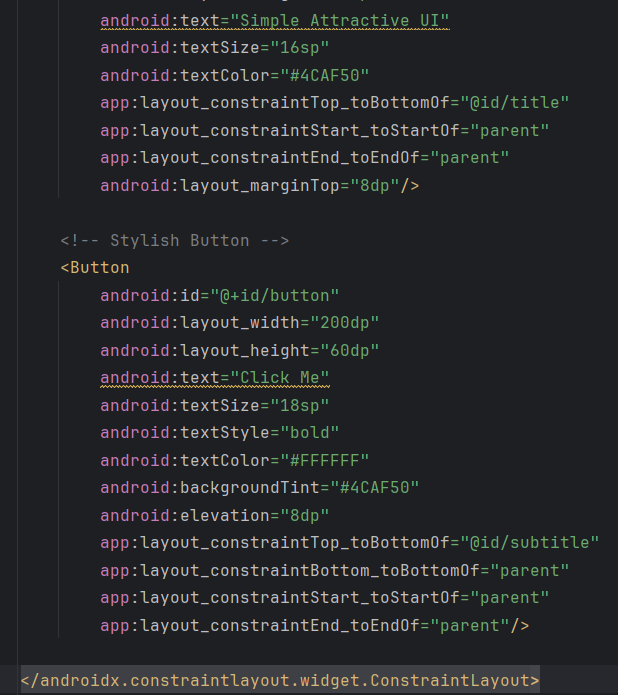 android:text="Simple Attractive UI"
android:textSize="16sp"
android:textColor="#4CAF50"
app:layout_constraintTop_toBottomOf="@id/title"
app:layout_constraintStart_toStartOf="parent"
app:layout_constraintEnd_toEndOf="parent"
android:layout_marginTop="8dp"/>
<!-- Stylish Button -->
<Button
android:id="@+id/button"
android:layout_width="200dp"
android:layout_height="60dp"
android:text="Click Me"
android:textSize="18sp"
android:textStyle="bold"
android:textColor="#FFFFFF"
android:backgroundTint="#4CAF50"
android:elevation="8dp"
app:layout_constraintTop_toBottomOf="@id/subtitle"
app:layout_constraintBottom_toBottomOf="parent"
app:layout_constraintStart_toStartOf="parent"
app:layout_constraintEnd_toEndOf="parent"/>
</androidx.constraintlayout.widget.ConstraintLayout>